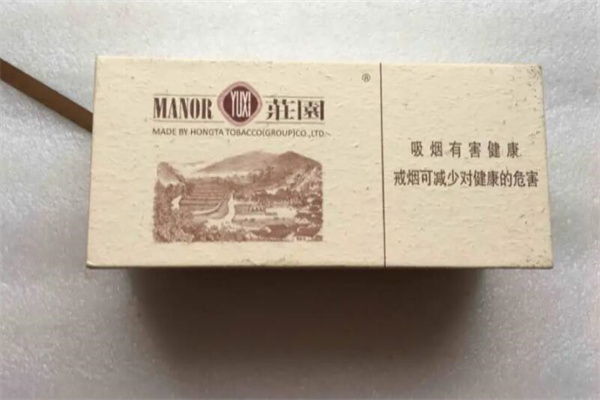 MANOR YUXI 莊園 ®
MADE BY HONGTA TOBACCO(GROUP)CO.,LTD.
吸烟有害健康
戒烟可减少对健康的危害